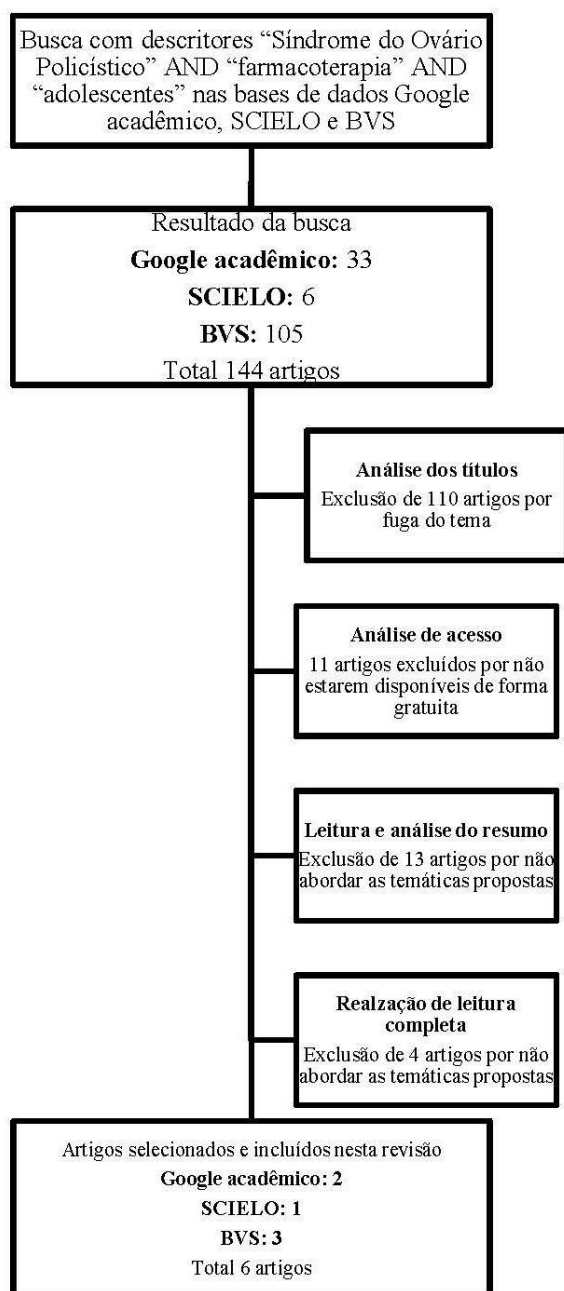 Busca com descritores “Síndrome do Ovário
Policístico” AND “farmacoterapia” AND
“adolescentes” nas bases de dados Google
acadêmico, SCIELO e BVS
Resultado da busca
Google acadêmico: 33
SCIELO: 6
BVS: 105
Total 144 artigos
Análise dos títulos
Exclusão de 110 artigos por
fuga do tema
Análise de acesso
11 artigos excluídos por não
estarem disponíveis de forma
gratuita
Leitura e análise do resumo
Exclusão de 13 artigos por não
abordar as temáticas propostas
Realzação de leitura
completa
Exclusão de 4 artigos por não
abordar as temáticas propostas
Artigos selecionados e incluídos nesta revisão
Google acadêmico: 2
SCIELO: 1
BVS: 3
Total 6 artigos